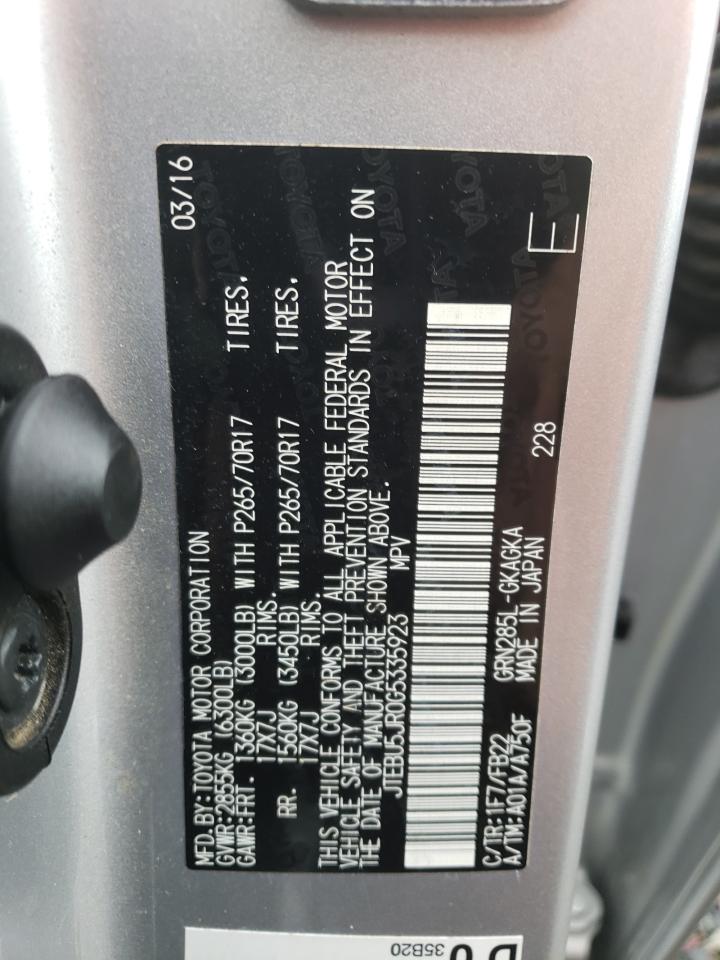 MFD.BY:TOYOTA MOTOR CORPORATION 03/16
GVWR:2855KG (6300LB)
GAWR:FRT. 1360KG (3000LB) WITH P265/70R17 TIRES.
17X7J RIMS.
RR. 1560KG (3450LB) WITH P265/70R17 TIRES.
17X7J RIMS.
THIS VEHICLE CONFORMS TO ALL APPLICABLE FEDERAL MOTOR
VEHICLE SAFETY AND THEFT PREVENTION STANDARDS IN EFFECT ON
THE DATE OF MANUFACTURE SHOWN ABOVE.
JTEBU5JR0G5335923 MPV
C/TR:1F7/FB22 GRN285L-GKAGKA
A/TM:A01A/A750F MADE IN JAPAN 228
E
35B20